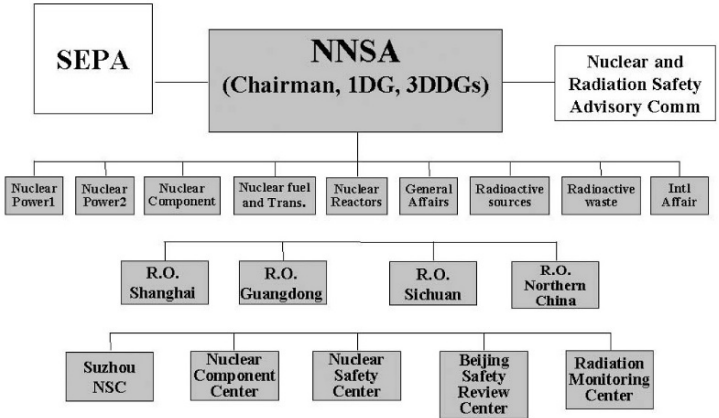 SEPA
NNSA
(Chairman, 1DG, 3DDGs)
Nuclear and
Radiation Safety
Advisory Comm
Nuclear
Power1
Nuclear
Power2
Nuclear
Component
Nuclear fuel
and Trans.
Nuclear
Reactors
General
Affairs
Radioactive
sources
Radioactive
waste
Intl
Affair
R.O.
Shanghai
R.O.
Guangdong
R.O.
Sichuan
R.O.
Northern
China
Suzhou
NSC
Nuclear
Component
Center
Nuclear
Safety
Center
Beijing
Safety
Review
Center
Radiation
Monitoring
Center